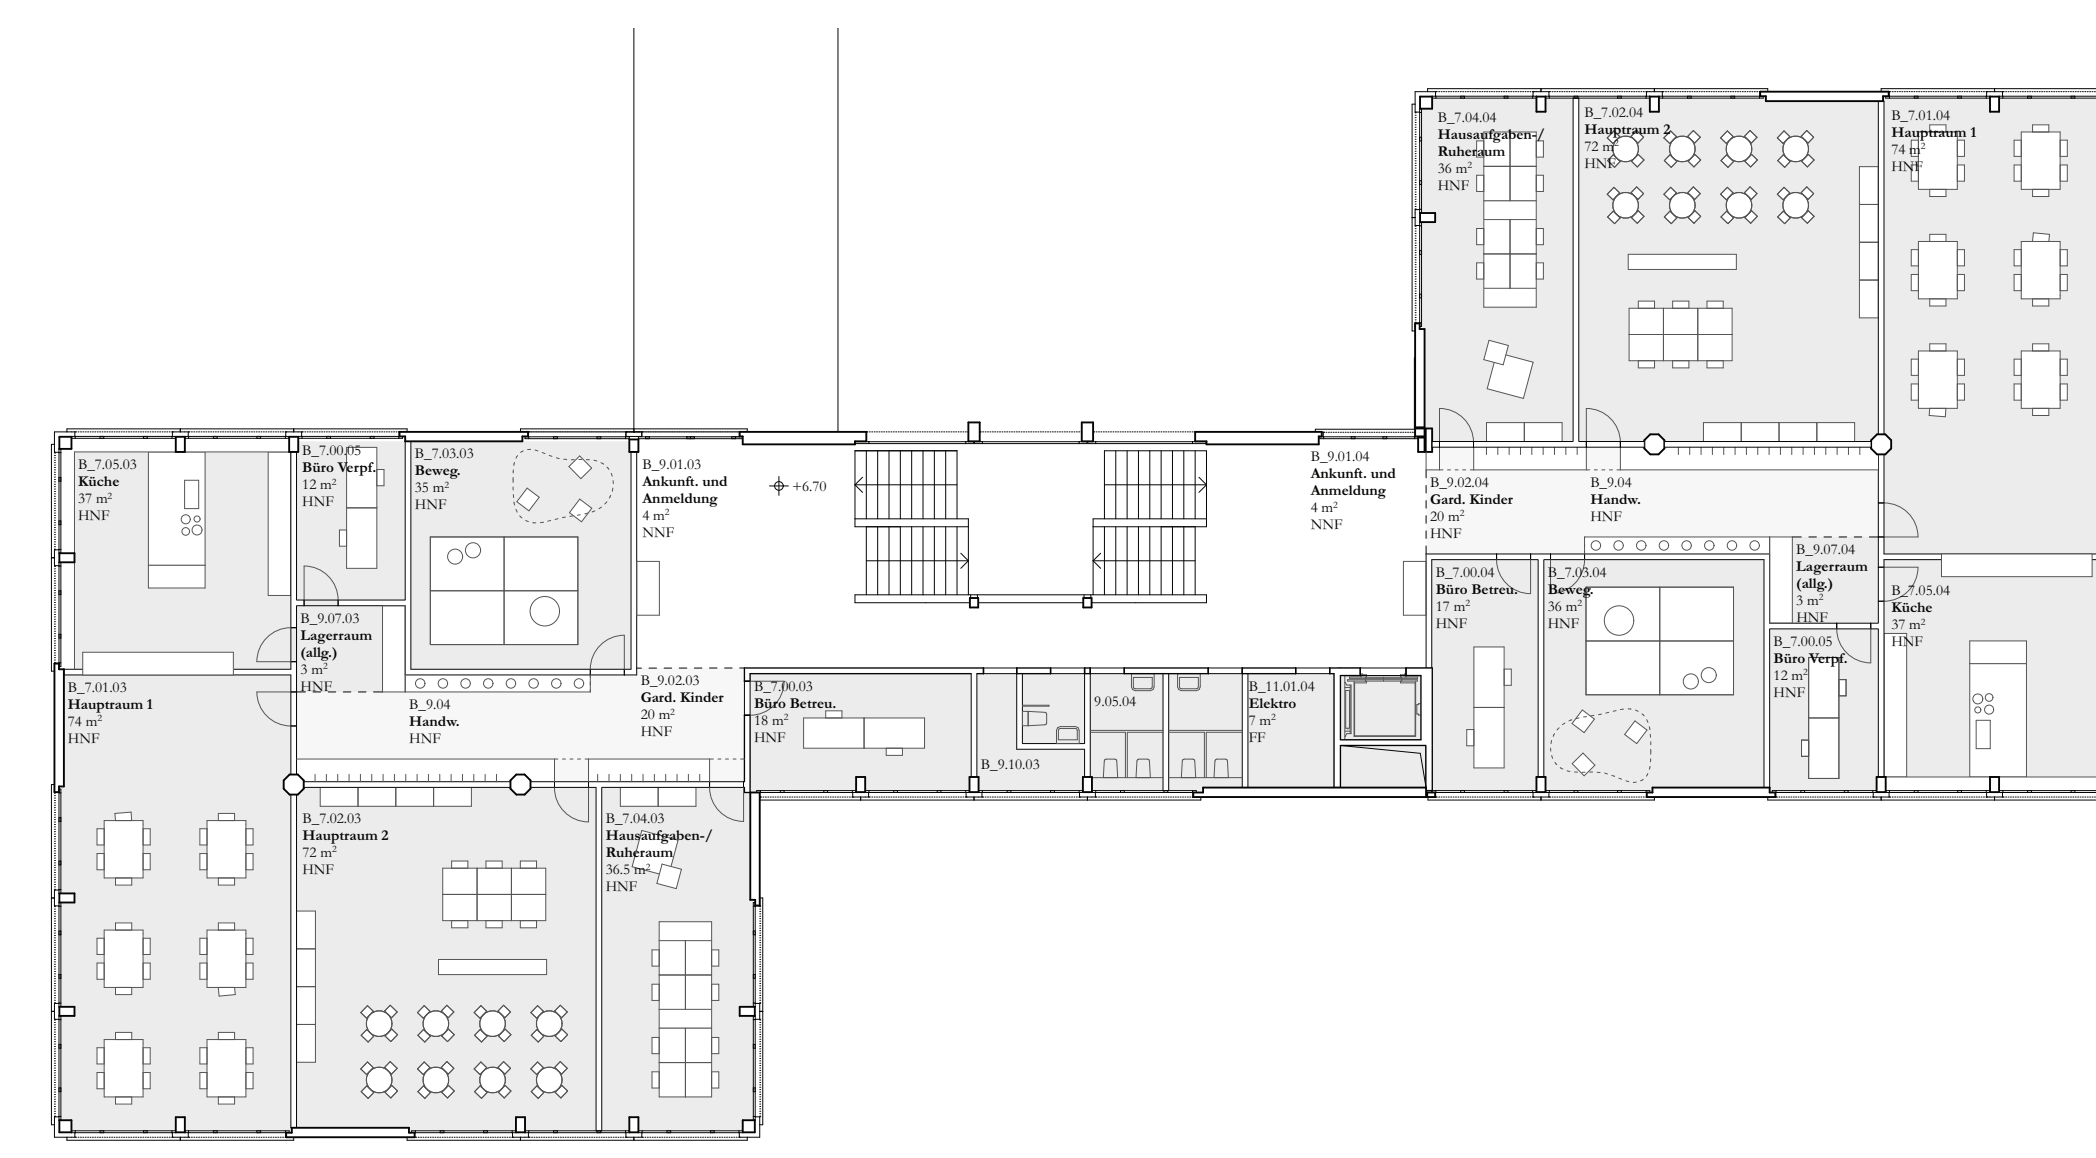 B_7.04.04
Hausaufgaben-/
Ruheraum
36 m²
HNF
B_7.02.04
Hauptraum 2
72 m²
HNF
B_7.01.04
Hauptraum 1
74 m²
HNF
B_7.05.03
Küche
37 m²
HNF
B_7.00.05
Büro Verpf.
12 m²
HNF
B_7.03.03
Beweg.
35 m²
HNF
B_9.01.03
Ankunft. und
Anmeldung
4 m²
NNF
+6.70
B_9.01.04
Ankunft. und
Anmeldung
4 m²
NNF
B_9.02.04
Gard. Kinder
20 m²
HNF
B_9.04
Handw.
HNF
B_9.07.04
Lagerraum
(allg.)
3 m²
HNF
B_7.00.04
Büro Betreu.
17 m²
HNF
B_7.03.04
Beweg.
36 m²
HNF
B_7.05.04
Küche
37 m²
HNF
B_7.00.05
Büro Verpf.
12 m²
HNF
B_9.07.03
Lagerraum
(allg.)
3 m²
HNF
B_7.01.03
Hauptraum 1
74 m²
HNF
B_9.04
Handw.
HNF
B_9.02.03
Gard. Kinder
20 m²
HNF
B_7.00.03
Büro Betreu.
18 m²
HNF
B_9.10.03
9.05.04
B_11.01.04
Elektro
7 m²
FF
B_7.02.03
Hauptraum 2
72 m²
HNF
B_7.04.03
Hausaufgaben-/
Ruheraum
36.5 m²
HNF